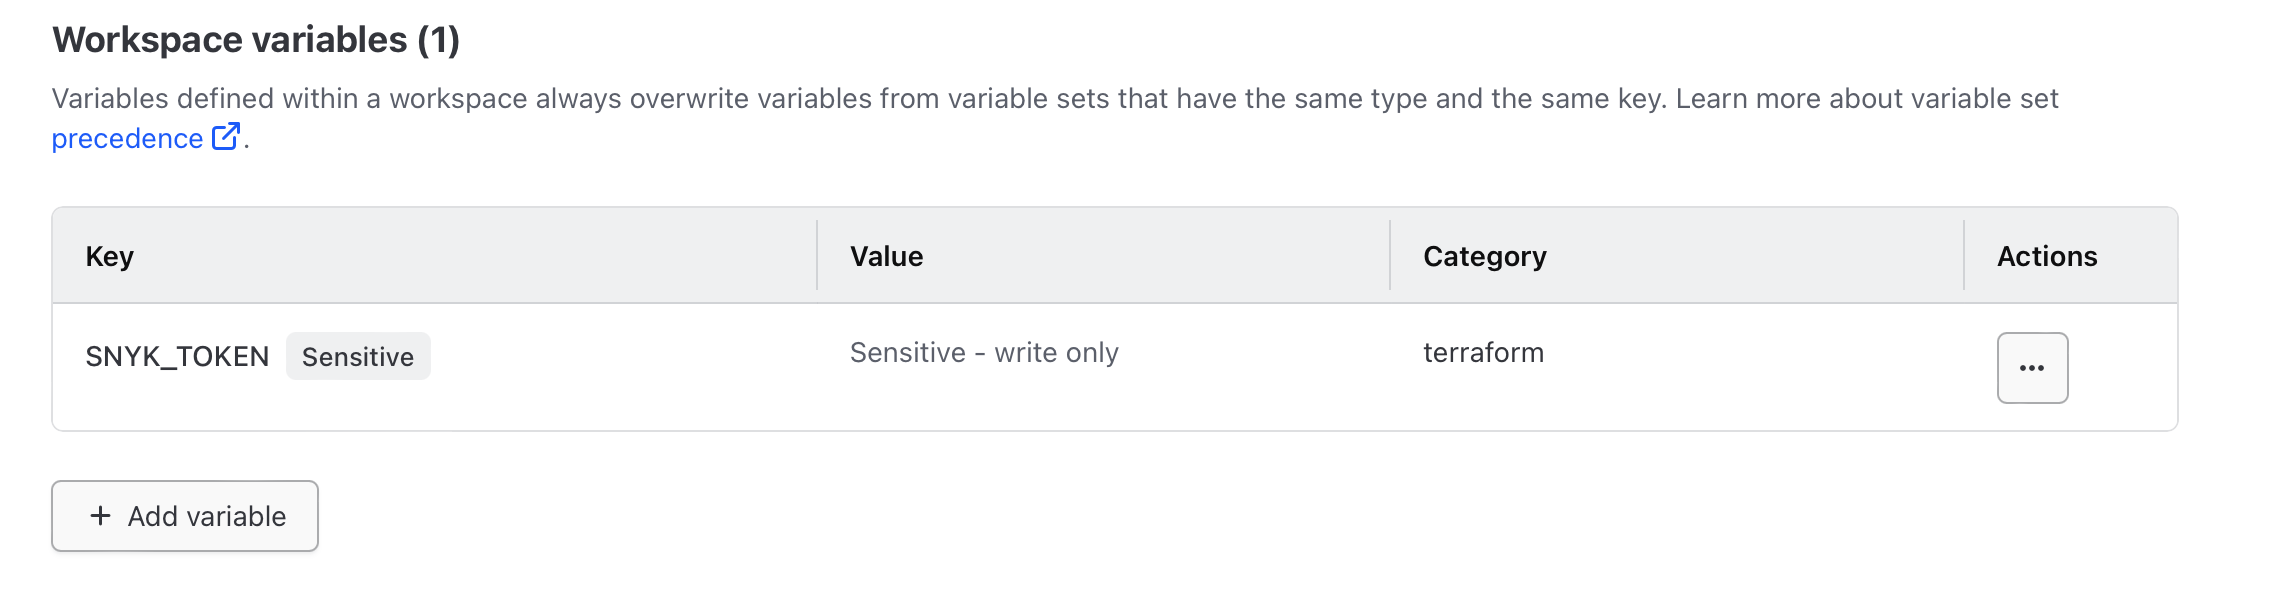 Workspace variables (1)
Variables defined within a workspace always overwrite variables from variable sets that have the same type and the same key. Learn more about variable set
precedence .
Key Value Category Actions
SNYK_TOKEN Sensitive Sensitive - write only terraform
+ Add variable